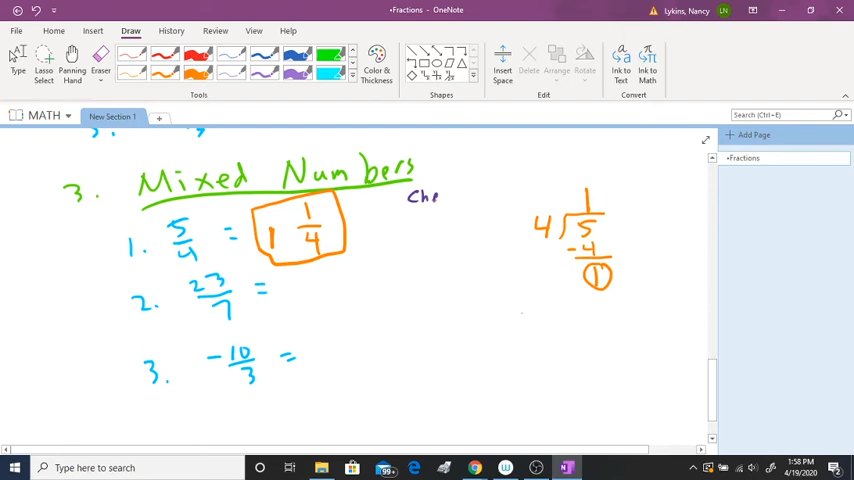 •Fractions - OneNote
Lykins, Nancy
LN
File Home Insert Draw History Review View Help
Type
Lasso Select
Panning Hand
Eraser
Color & Thickness
Insert Space
Delete
Arrange
Rotate
Ink to Text
Ink to Math
Tools
Shapes
Edit
Convert
MATH
New Section 1
Search (Ctrl+E)
Add Page
•Fractions
3. Mixed Numbers
Che
1. 5/4 = 1 1/4
1
4 5
-4
1
2. 23/7 =
3. -10/3 =
Type here to search
99+
1:58 PM
4/19/2020